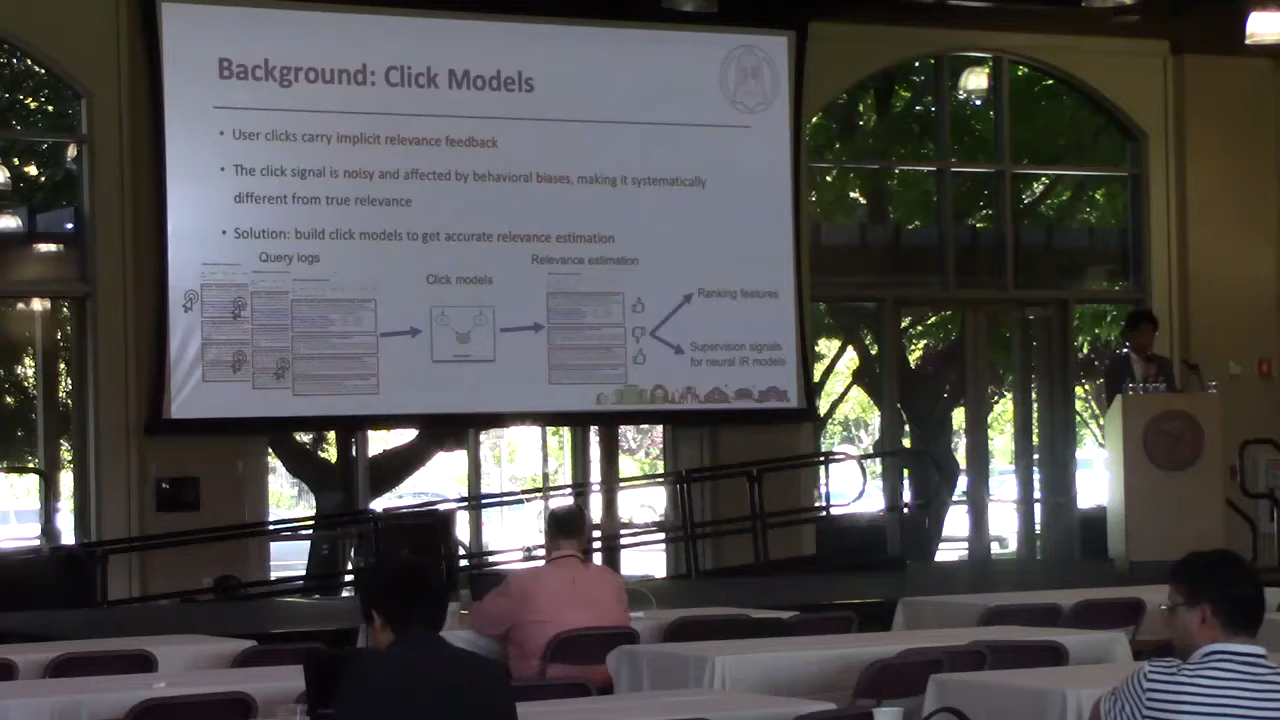 Background: Click Models
• User clicks carry implicit relevance feedback
• The click signal is noisy and affected by behavioral biases, making it systematically
different from true relevance
• Solution: build click models to get accurate relevance estimation
Query logs
Click models
Relevance estimation
Ranking features
Supervision signals
for neural IR models